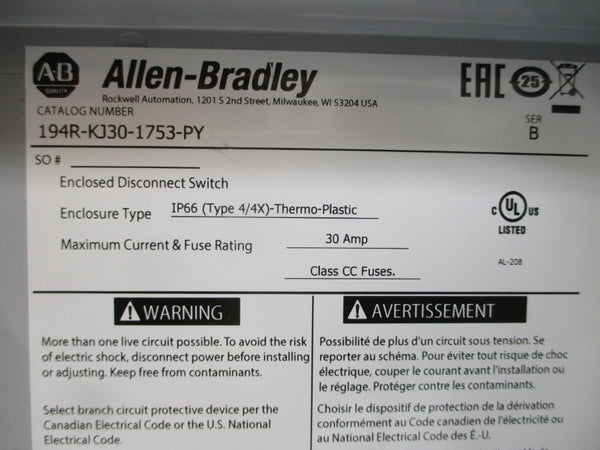 A-B
QUALITY
Allen-Bradley
EAC 25
Rockwell Automation, 1201 S 2nd Street, Milwaukee, WI 53204 USA
CATALOG NUMBER
194R-KJ30-1753-PY
SER
B
SO #
Enclosed Disconnect Switch
Enclosure Type IP66 (Type 4/4X)-Thermo-Plastic
C UL US
LISTED
Maximum Current & Fuse Rating 30 Amp
AL-208
Class CC Fuses.
WARNING
More than one live circuit possible. To avoid the risk
of electric shock, disconnect power before installing
or adjusting. Keep free from contaminants.
Select branch circuit protective device per the
Canadian Electrical Code or the U.S. National
Electrical Code.
AVERTISSEMENT
Possibilité de plus d'un circuit sous tension. Se
reporter au schéma. Pour éviter tout risque de choc
électrique, couper le courant avant l'installation ou
le réglage. Protéger contre les contaminants.
Choisir le dispositif de protection de la dérivation
conformément au Code canadien de l'électricité ou
au National Electrical Code des É.-U.